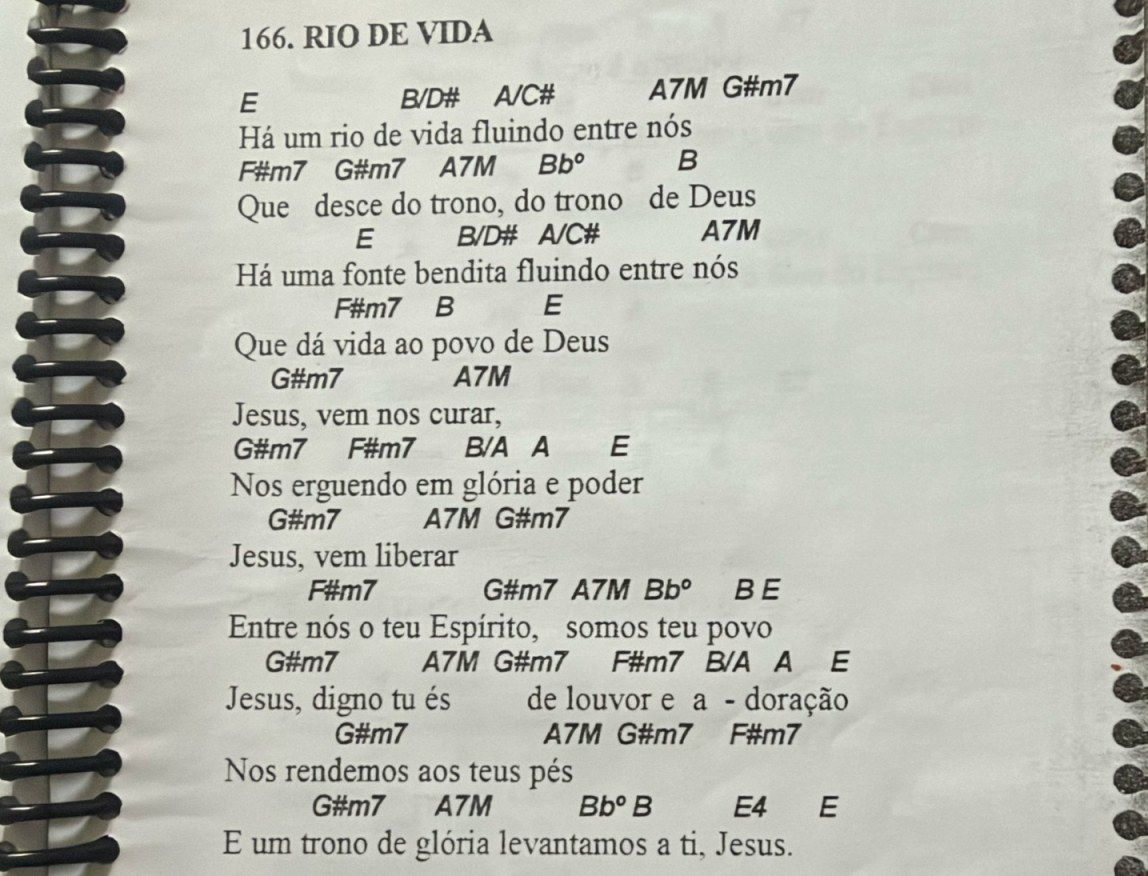 166. RIO DE VIDA
E B/D# A/C# A7M G#m7
Há um rio de vida fluindo entre nós
F#m7 G#m7 A7M Bbº B
Que desce do trono, do trono de Deus
E B/D# A/C# A7M
Há uma fonte bendita fluindo entre nós
F#m7 B E
Que dá vida ao povo de Deus
G#m7 A7M
Jesus, vem nos curar,
G#m7 F#m7 B/A A E
Nos erguendo em glória e poder
G#m7 A7M G#m7
Jesus, vem liberar
F#m7 G#m7 A7M Bbº B E
Entre nós o teu Espírito, somos teu povo
G#m7 A7M G#m7 F#m7 B/A A E
Jesus, digno tu és de louvor e a - doração
G#m7 A7M G#m7 F#m7
Nos rendemos aos teus pés
G#m7 A7M Bbº B E4 E
E um trono de glória levantamos a ti, Jesus.